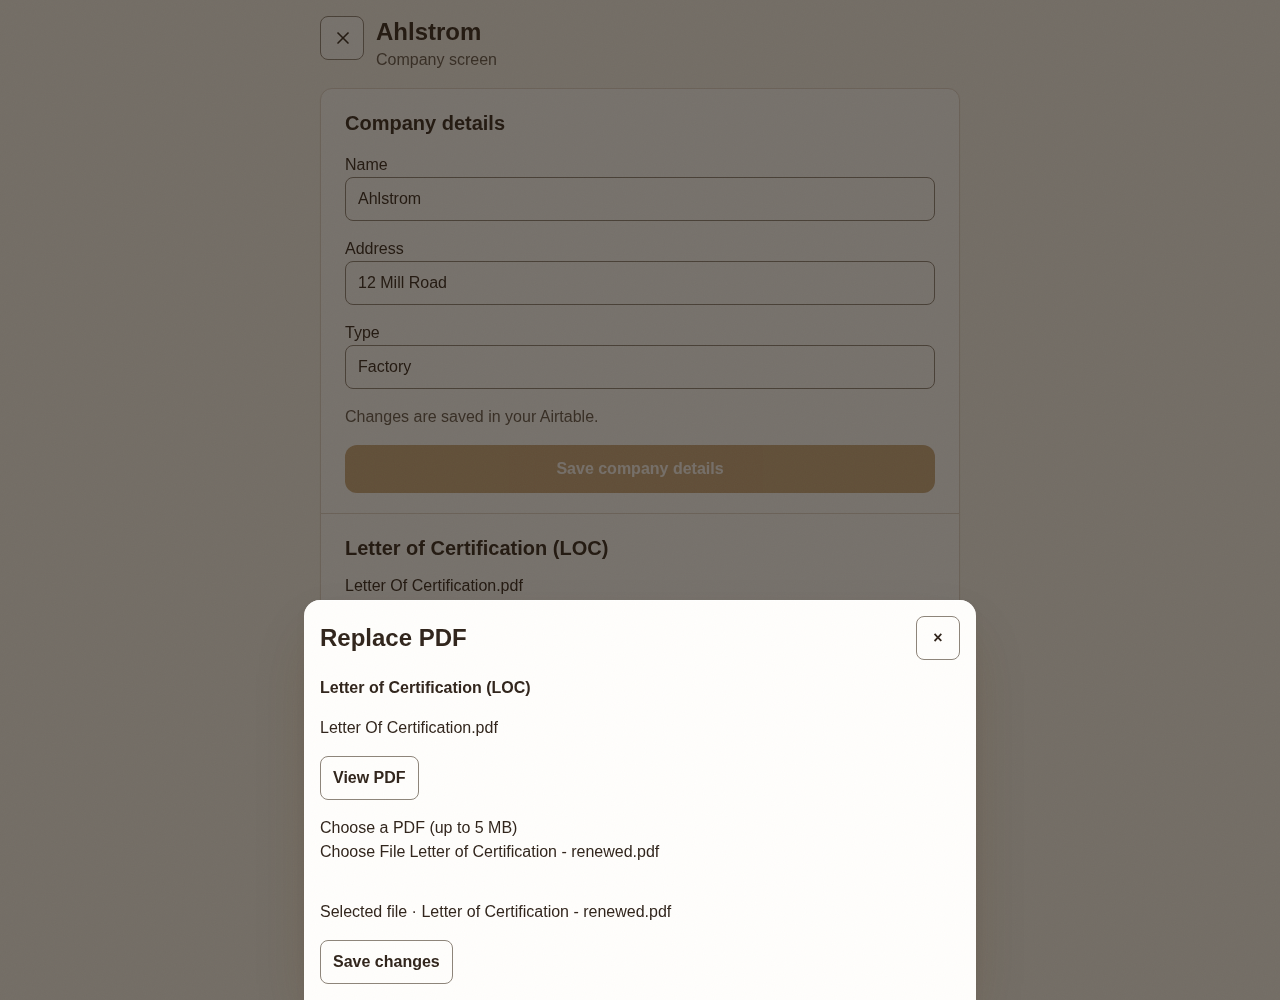 Ahlstrom
Company screen
Company details
Name
Ahlstrom
Address
12 Mill Road
Type
Factory
Changes are saved in your Airtable.
Save company details
Letter of Certification (LOC)
Letter Of Certification.pdf
Replace PDF
×
Letter of Certification (LOC)
Letter Of Certification.pdf
View PDF
Choose a PDF (up to 5 MB)
Choose File Letter of Certification - renewed.pdf
Selected file · Letter of Certification - renewed.pdf
Save changes